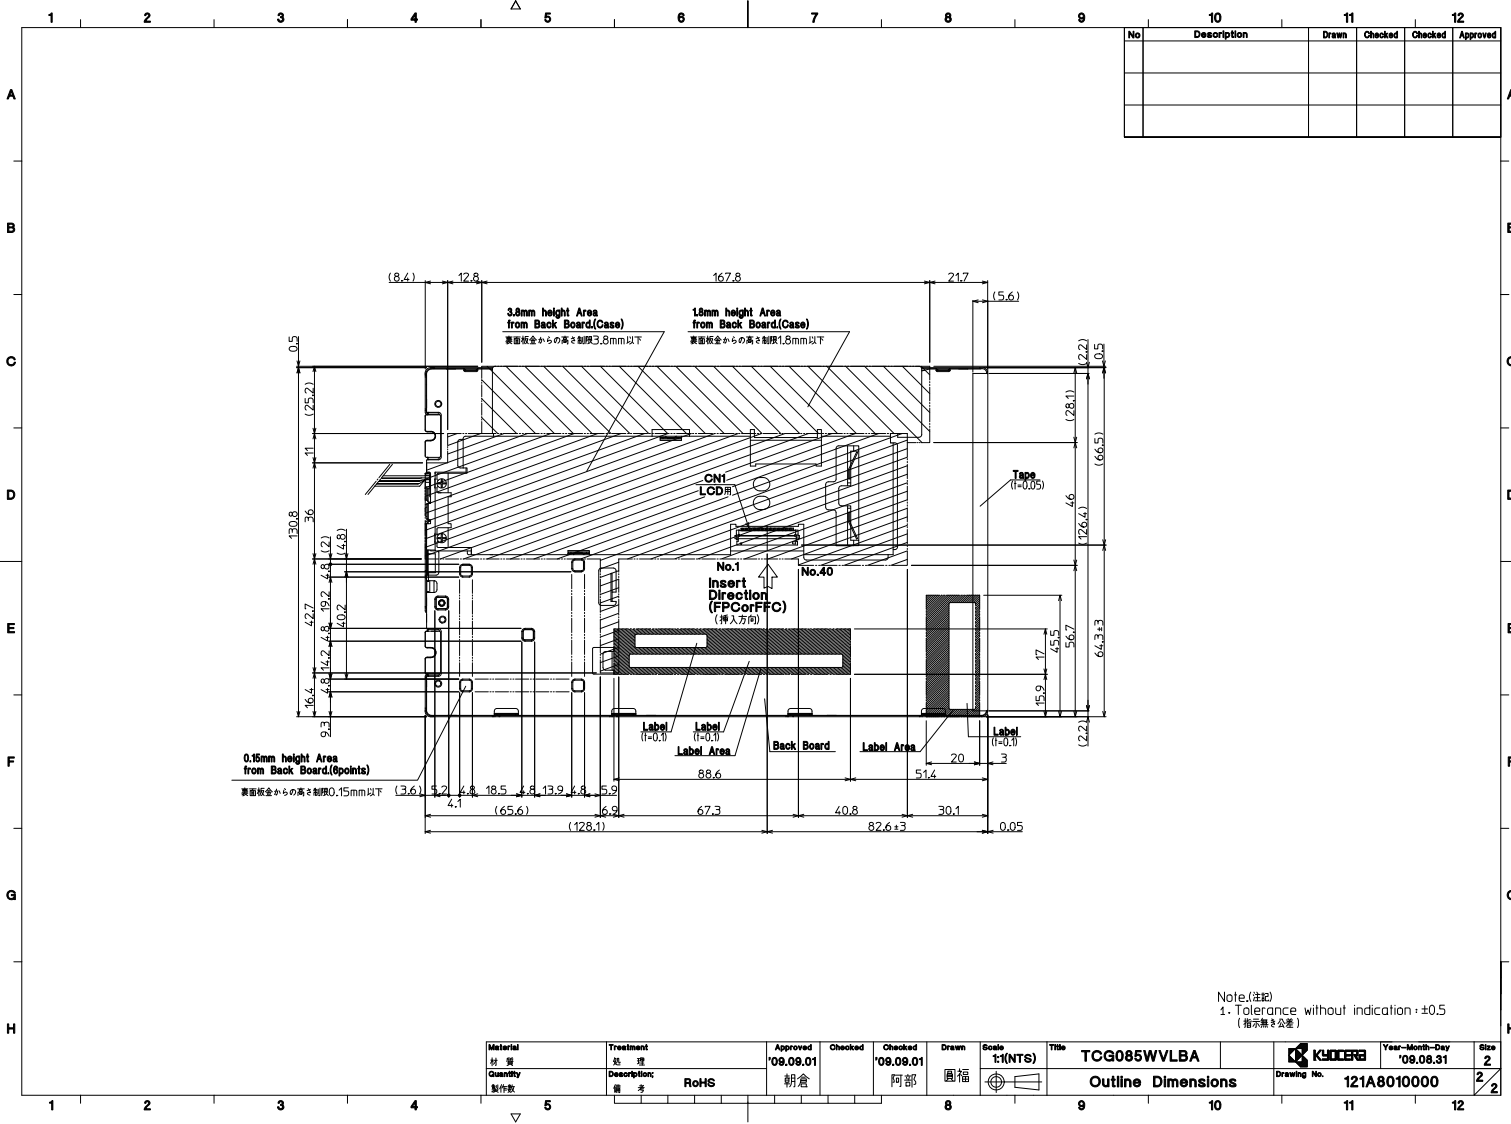 1 2 3 4 5 6 7 8 9 10 11 12
No Description Drawn Checked Checked Approved
A
B
C
D
E
F
G
H
(8.4) 12.8 167.8 21.7
(5.6)
3.8mm height Area
from Back Board.(Case)
裏面板金からの高さ制限3.8mm以下
1.8mm height Area
from Back Board.(Case)
裏面板金からの高さ制限1.8mm以下
0.5
(25.2)
11
36
130.8
(2)
(4.8)
4.8
19.2
40.2
42.7
4.8
14.2
4.8
16.4
9.3
(2.2)
0.5
(28.1)
(66.5)
46
(126.4)
Tape
(t=0.05)
CN1
LCD用
No.1
No.40
Insert
Direction
(FPCorFFC)
(挿入方向)
45.5
56.7
64.3±3
17
15.9
(2.2)
Label
(t=0.1)
Label
(t=0.1)
Label Area
Back Board
Label Area
Label
(t=0.1)
20 3
88.6 51.4
0.15mm height Area
from Back Board.(6points)
裏面板金からの高さ制限0.15mm以下
(3.6) 5.2 4.8 18.5 4.8 13.9 4.8 5.9
4.1
(65.6) 6.9 67.3 40.8 30.1
(128.1) 82.6±3 0.05
Note.(注記)
1. Tolerance without indication : ±0.5
(指示無き公差)
Material
材 質
Treatment
処 理
Approved
'09.09.01
朝倉
Checked
Checked
'09.09.01
阿部
Drawn
圓福
Scale
1:1(NTS)
Title
TCG085WVLBA
Outline Dimensions
KYOCERA
Year-Month-Day
'09.08.31
Size
2
Quantity
製作数
Description;
備 考
RoHS
Drawing No.
121A8010000
2/2
1 2 3 4 5 8 9 10 11 12